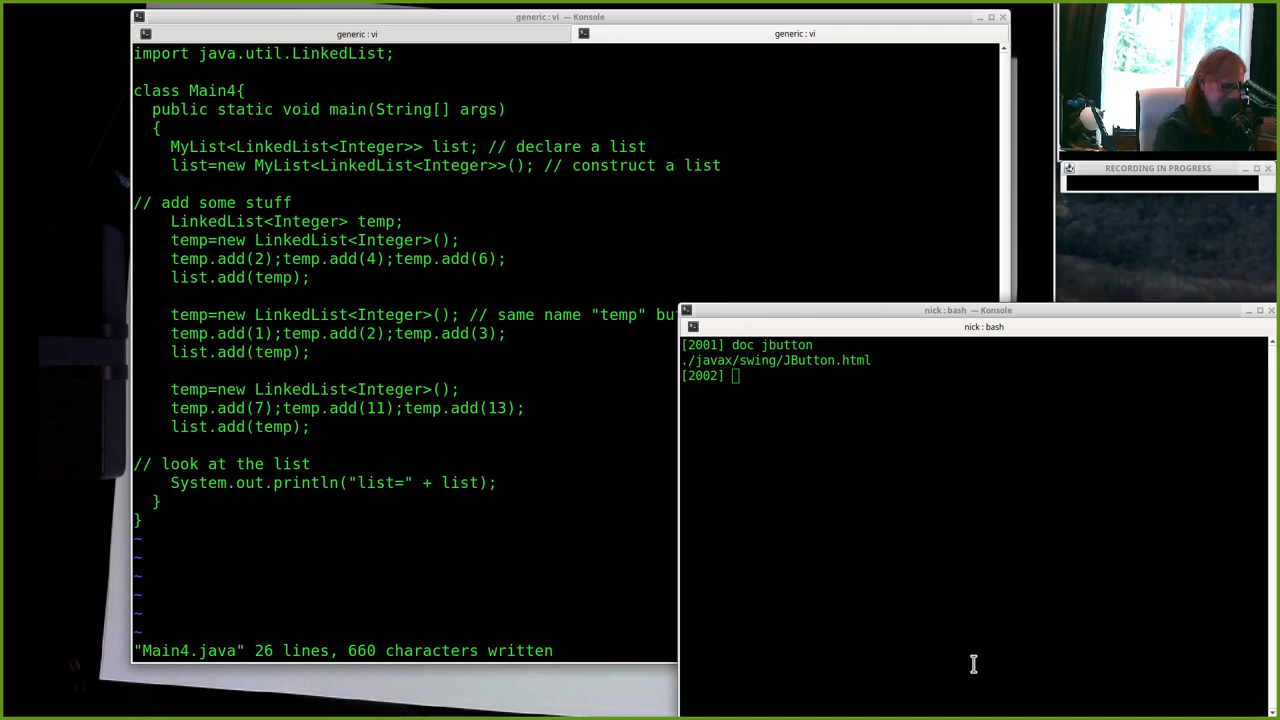 generic : vi — Konsole
generic : vi
generic : vi
import java.util.LinkedList;
class Main4{
public static void main(String[] args)
{
MyList<LinkedList<Integer>> list; // declare a list
list=new MyList<LinkedList<Integer>>(); // construct a list
// add some stuff
LinkedList<Integer> temp;
temp=new LinkedList<Integer>();
temp.add(2);temp.add(4);temp.add(6);
list.add(temp);
temp=new LinkedList<Integer>(); // same name "temp" bu
temp.add(1);temp.add(2);temp.add(3);
list.add(temp);
temp=new LinkedList<Integer>();
temp.add(7);temp.add(11);temp.add(13);
list.add(temp);
// look at the list
System.out.println("list=" + list);
}
}
~
~
~
~
~
~
"Main4.java" 26 lines, 660 characters written
RECORDING IN PROGRESS
nick : bash — Konsole
nick : bash
[2001] doc jbutton
./javax/swing/JButton.html
[2002]